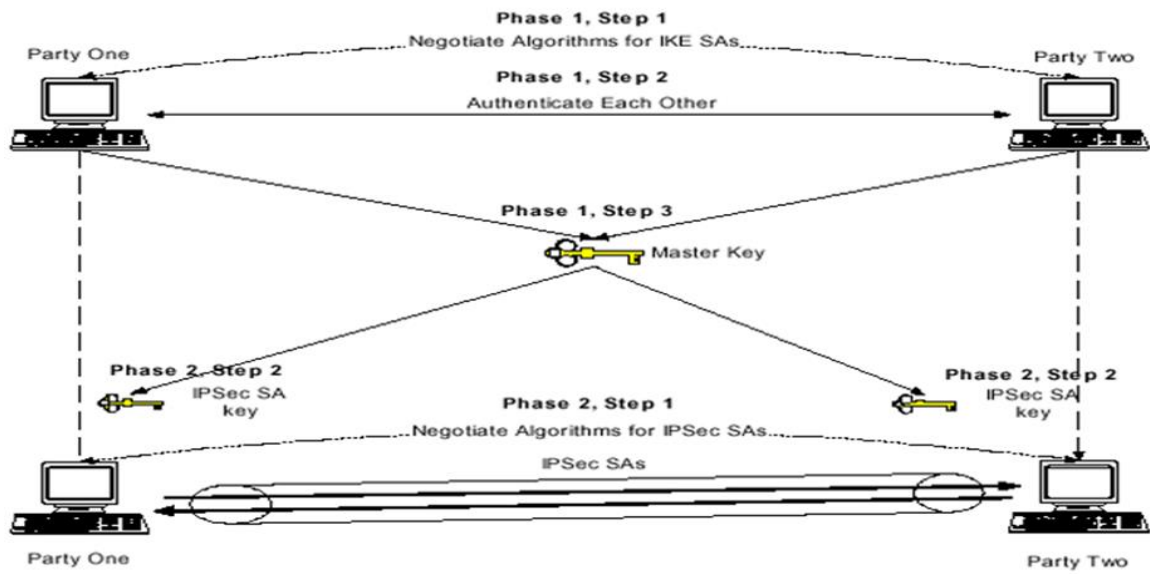 Phase 1, Step 1
Party One
Negotiate Algorithms for IKE SAs
Party Two
Phase 1, Step 2
Authenticate Each Other
Phase 1, Step 3
Master Key
Phase 2, Step 2
IPSec SA
key
Phase 2, Step 2
IPSec SA
key
Phase 2, Step 1
Negotiate Algorithms for IPSec SAs
IPSec SAs
Party One
Party Two